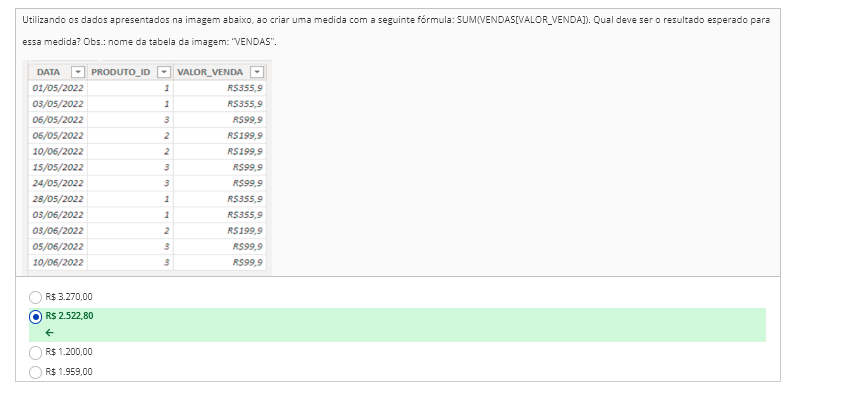 Utilizando os dados apresentados na imagem abaixo, ao criar uma medida com a seguinte fórmula: SUM(VENDAS[VALOR_VENDA]). Qual deve ser o resultado esperado para
essa medida? Obs.: nome da tabela da imagem: "VENDAS".
DATA PRODUTO_ID VALOR_VENDA
01/05/2022 1 R$355,9
03/05/2022 1 R$355,9
06/05/2022 3 R$99,9
06/05/2022 2 R$199,9
10/06/2022 2 R$199,9
15/05/2022 3 R$99,9
24/05/2022 3 R$99,9
28/05/2022 1 R$355,9
03/06/2022 1 R$355,9
03/06/2022 2 R$199,9
05/06/2022 3 R$99,9
10/06/2022 3 R$99,9
R$ 3.270,00
R$ 2.522,80
R$ 1.200,00
R$ 1.959,00